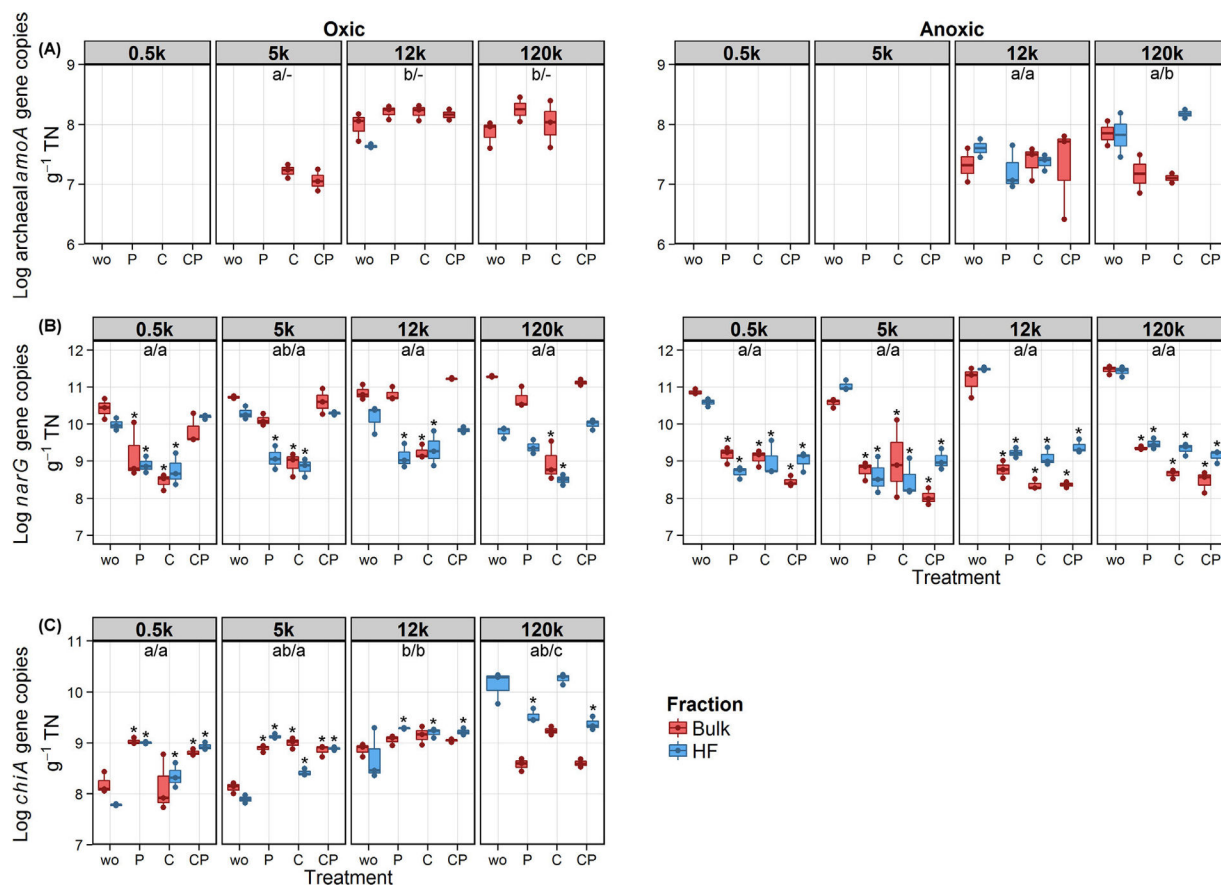 Oxic
Anoxic
(A)
0.5k 5k 12k 120k
0.5k 5k 12k 120k
a/- b/- b/-
a/a a/b
Log archaeal amoA gene copies
g⁻¹ TN
9
8
7
6
wo P C CP wo P C CP wo P C CP wo P C CP
wo P C CP wo P C CP wo P C CP wo P C CP
(B)
0.5k 5k 12k 120k
0.5k 5k 12k 120k
a/a ab/a a/a a/a
a/a a/a a/a a/a
Log narG gene copies
g⁻¹ TN
12
11
10
9
8
7
* * * * * * * * * * *
* * * * * * * * * * * * * * * * * * * *
wo P C CP wo P C CP wo P C CP wo P C CP
wo P C CP wo P C CP wo P C CP wo P C CP
Treatment
(C)
0.5k 5k 12k 120k
a/a ab/a b/b ab/c
Log chiA gene copies
g⁻¹ TN
11
10
9
8
7
* * * * * * * * * * * * * * * *
wo P C CP wo P C CP wo P C CP wo P C CP
Treatment
Fraction
Bulk
HF